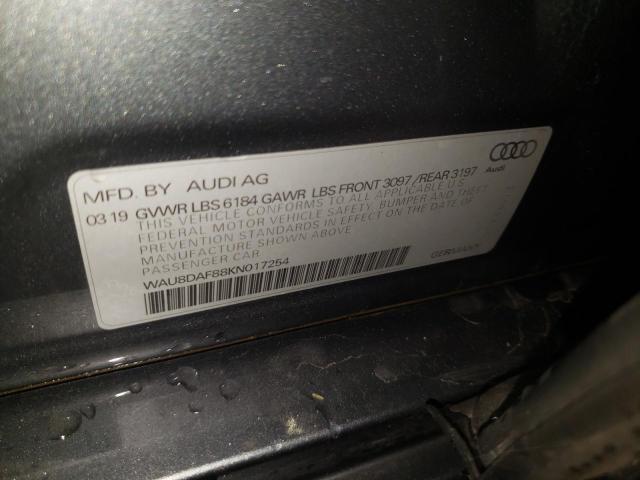 MFD. BY AUDI AG
03 19 GVWR LBS 6184 GAWR LBS FRONT 3097 / REAR 3197
THIS VEHICLE CONFORMS TO ALL APPLICABLE U.S.
FEDERAL MOTOR VEHICLE SAFETY, BUMPER AND THEFT
PREVENTION STANDARDS IN EFFECT ON THE DATE OF
MANUFACTURE SHOWN ABOVE
PASSENGER CAR
WAU8DAF88KN017254
GERMANY
Audi